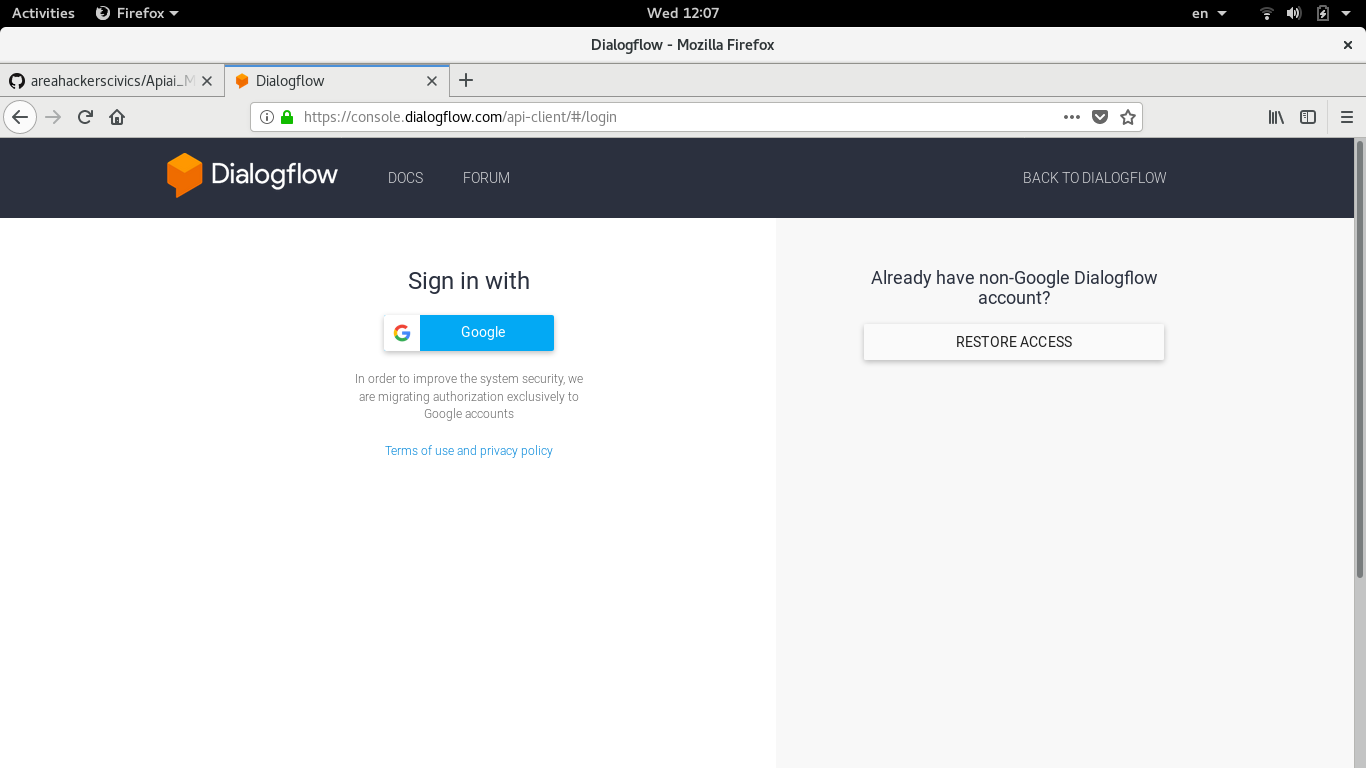 Activities Firefox Wed 12:07 en
Dialogflow - Mozilla Firefox
areahackerscivics/Apiai_M Dialogflow
https://console.dialogflow.com/api-client/#/login
Dialogflow DOCS FORUM BACK TO DIALOGFLOW
Sign in with
Google
In order to improve the system security, we
are migrating authorization exclusively to
Google accounts
Terms of use and privacy policy
Already have non-Google Dialogflow
account?
RESTORE ACCESS